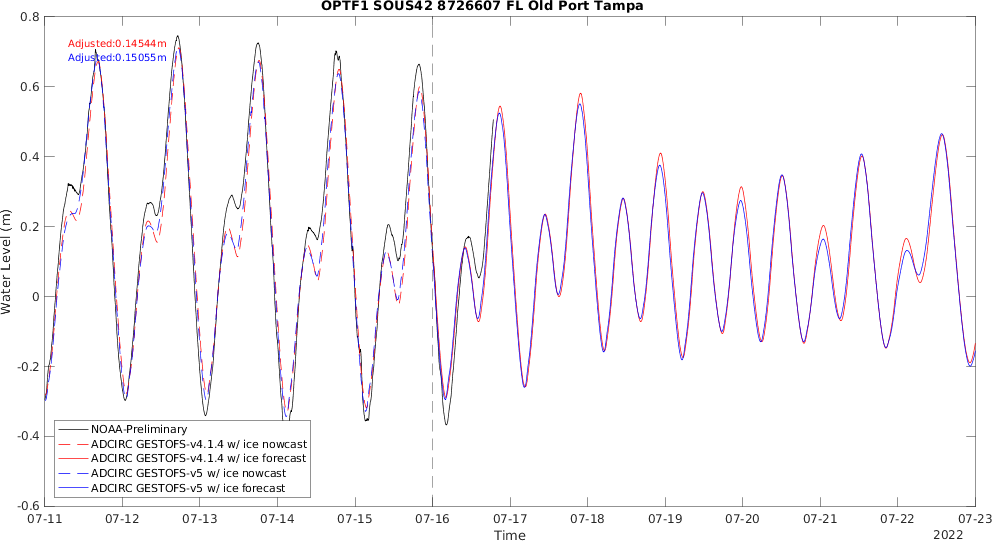 OPTF1 SOUS42 8726607 FL Old Port Tampa
Adjusted:0.14544m
Adjusted:0.15055m
0.8
0.6
0.4
0.2
0
-0.2
-0.4
-0.6
Water Level (m)
NOAA-Preliminary
ADCIRC GESTOFS-v4.1.4 w/ ice nowcast
ADCIRC GESTOFS-v4.1.4 w/ ice forecast
ADCIRC GESTOFS-v5 w/ ice nowcast
ADCIRC GESTOFS-v5 w/ ice forecast
07-11 07-12 07-13 07-14 07-15 07-16 07-17 07-18 07-19 07-20 07-21 07-22 07-23
Time
2022